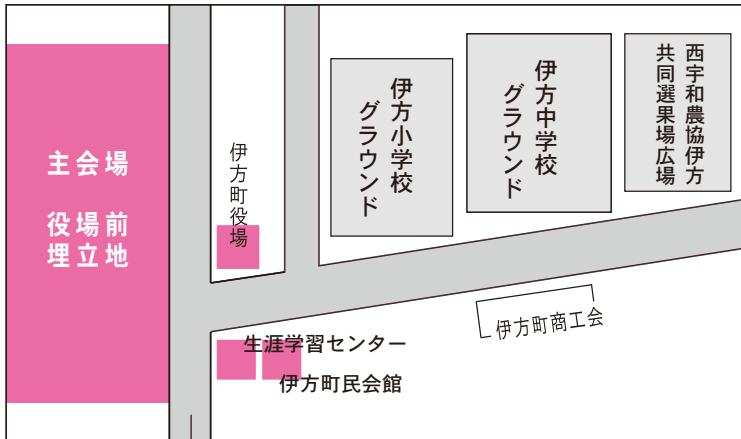 主会場
役場前
埋立地
伊方町役場
伊方小学校
グラウンド
伊方中学校
グラウンド
西宇和農協伊方
共同選果場広場
伊方町商工会
生涯学習センター
伊方町民会館